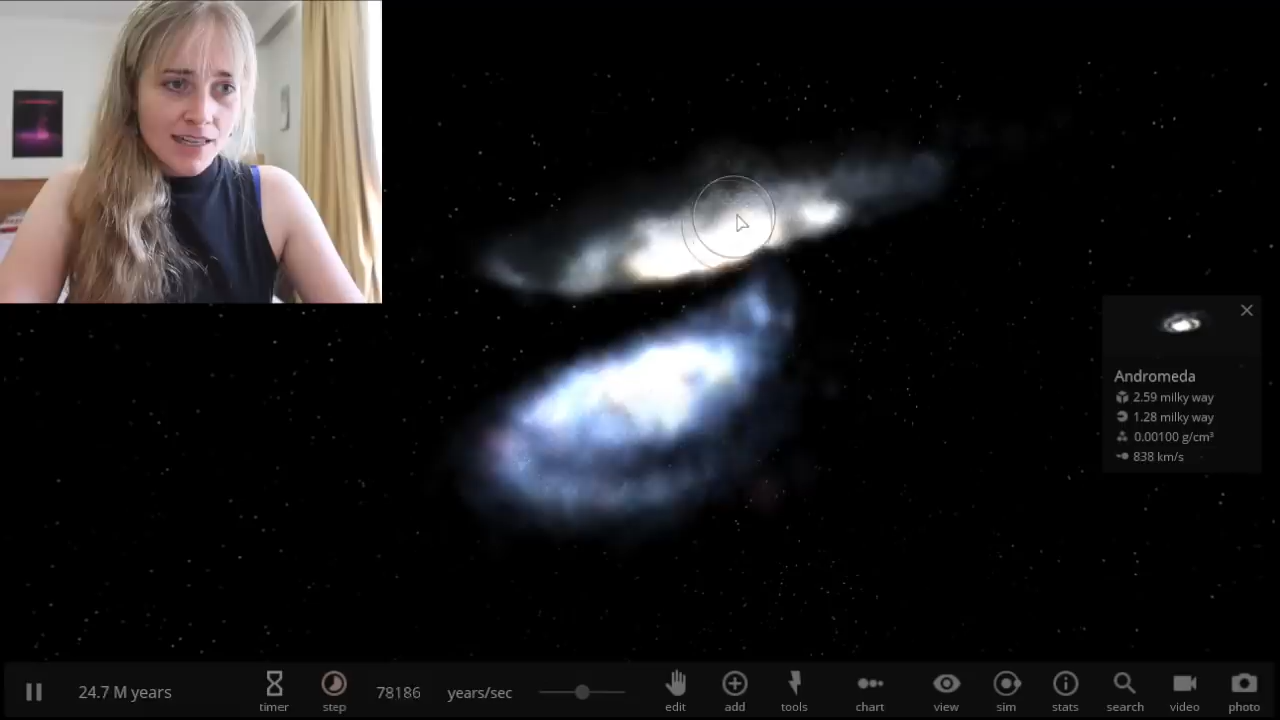 Andromeda
2.59 milky way
1.28 milky way
0.00100 g/cm³
838 km/s
24.7 M years
timer
step
78186 years/sec
edit
add
tools
chart
view
sim
stats
search
video
photo